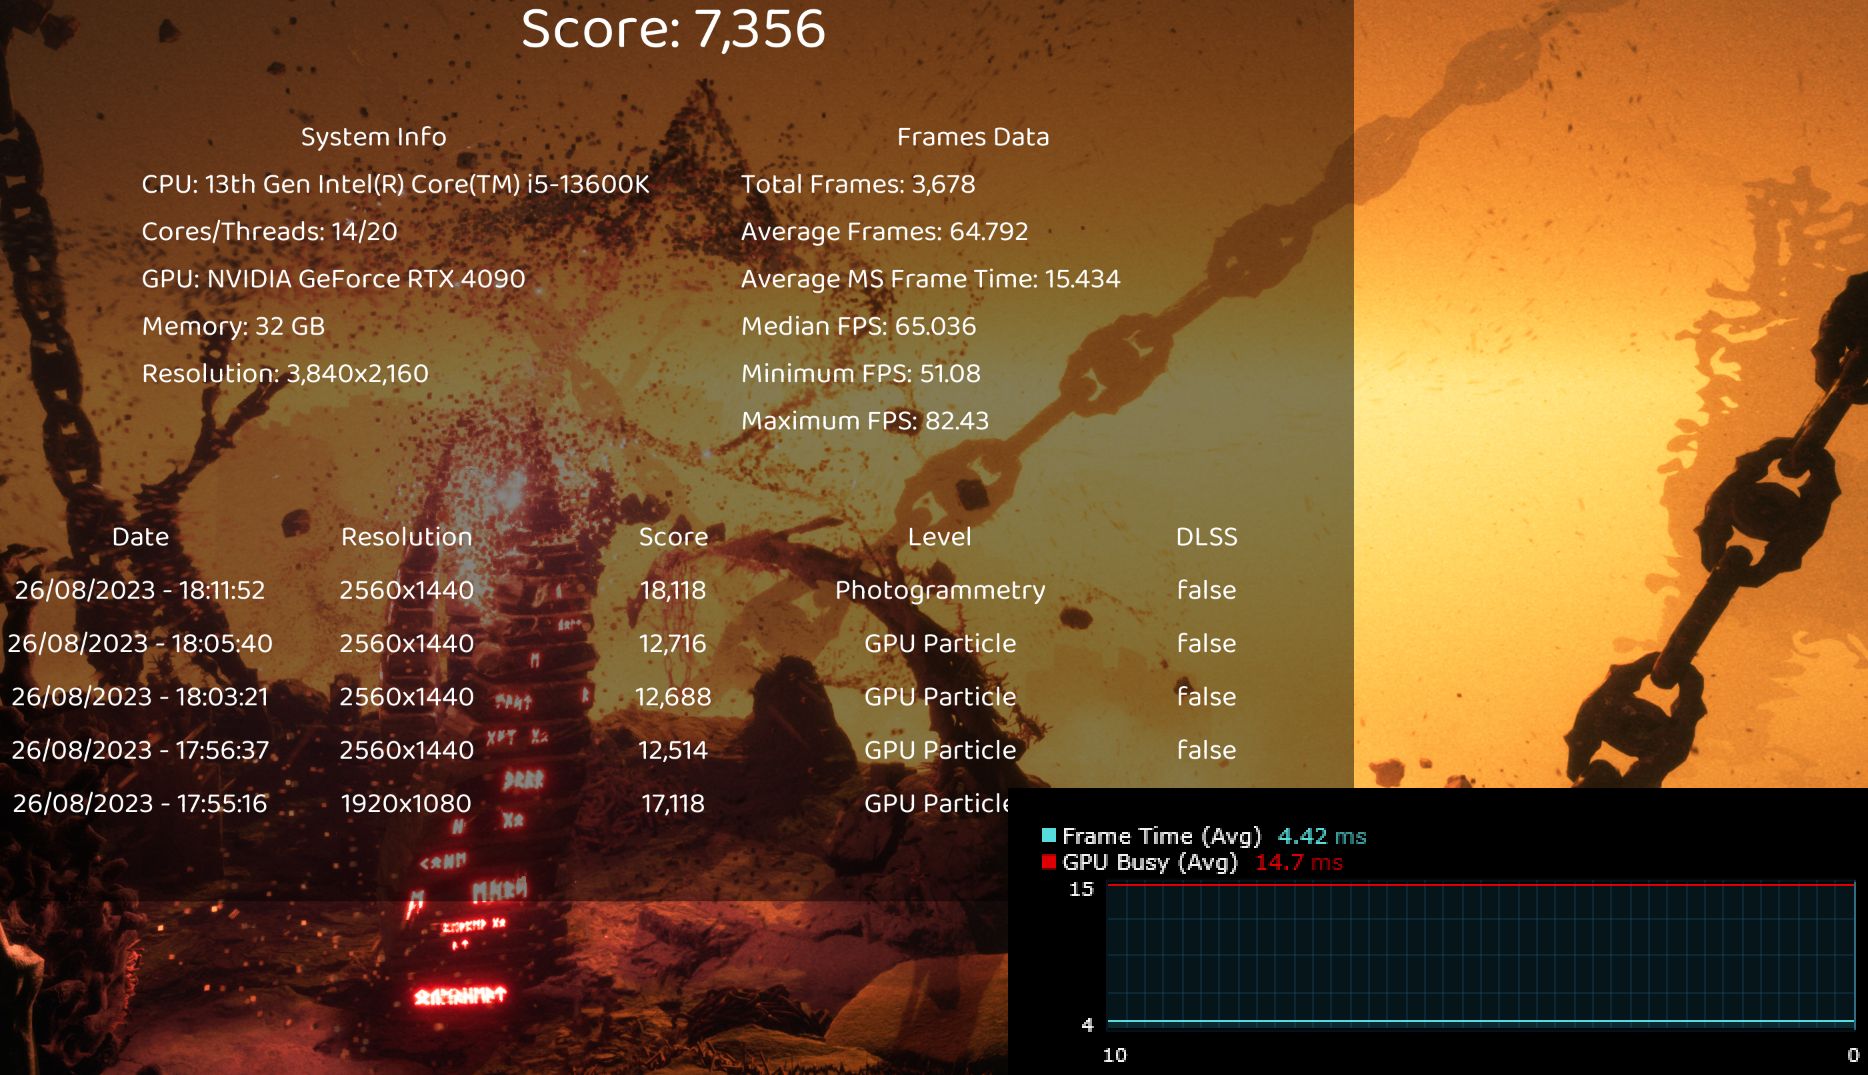 Score: 7,356
System Info
CPU: 13th Gen Intel(R) Core(TM) i5-13600K
Cores/Threads: 14/20
GPU: NVIDIA GeForce RTX 4090
Memory: 32 GB
Resolution: 3,840x2,160
Frames Data
Total Frames: 3,678
Average Frames: 64.792
Average MS Frame Time: 15.434
Median FPS: 65.036
Minimum FPS: 51.08
Maximum FPS: 82.43
Date Resolution Score Level DLSS
26/08/2023 - 18:11:52 2560x1440 18,118 Photogrammetry false
26/08/2023 - 18:05:40 2560x1440 12,716 GPU Particle false
26/08/2023 - 18:03:21 2560x1440 12,688 GPU Particle false
26/08/2023 - 17:56:37 2560x1440 12,514 GPU Particle false
26/08/2023 - 17:55:16 1920x1080 17,118 GPU Particle
Frame Time (Avg) 4.42 ms
GPU Busy (Avg) 14.7 ms
15
4
10 0